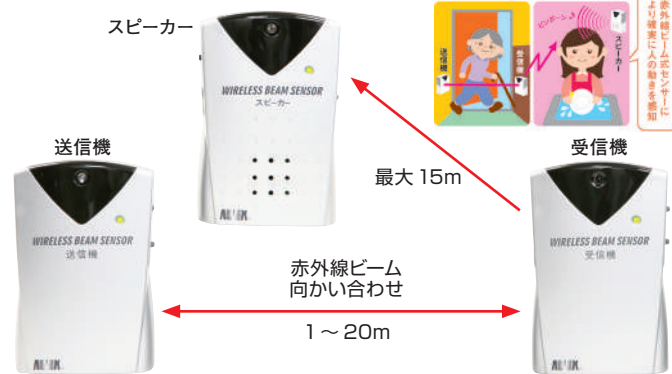 スピーカー
WIRELESS BEAM SENSOR
スピーカー
ピンポーン♪
送信機
受信機
スピーカー
赤外線ビーム式センサーに
より確実に人の動きを感知
送信機
WIRELESS BEAM SENSOR
送信機
最大 15m
受信機
WIRELESS BEAM SENSOR
受信機
赤外線ビーム
向かい合わせ
1～20m